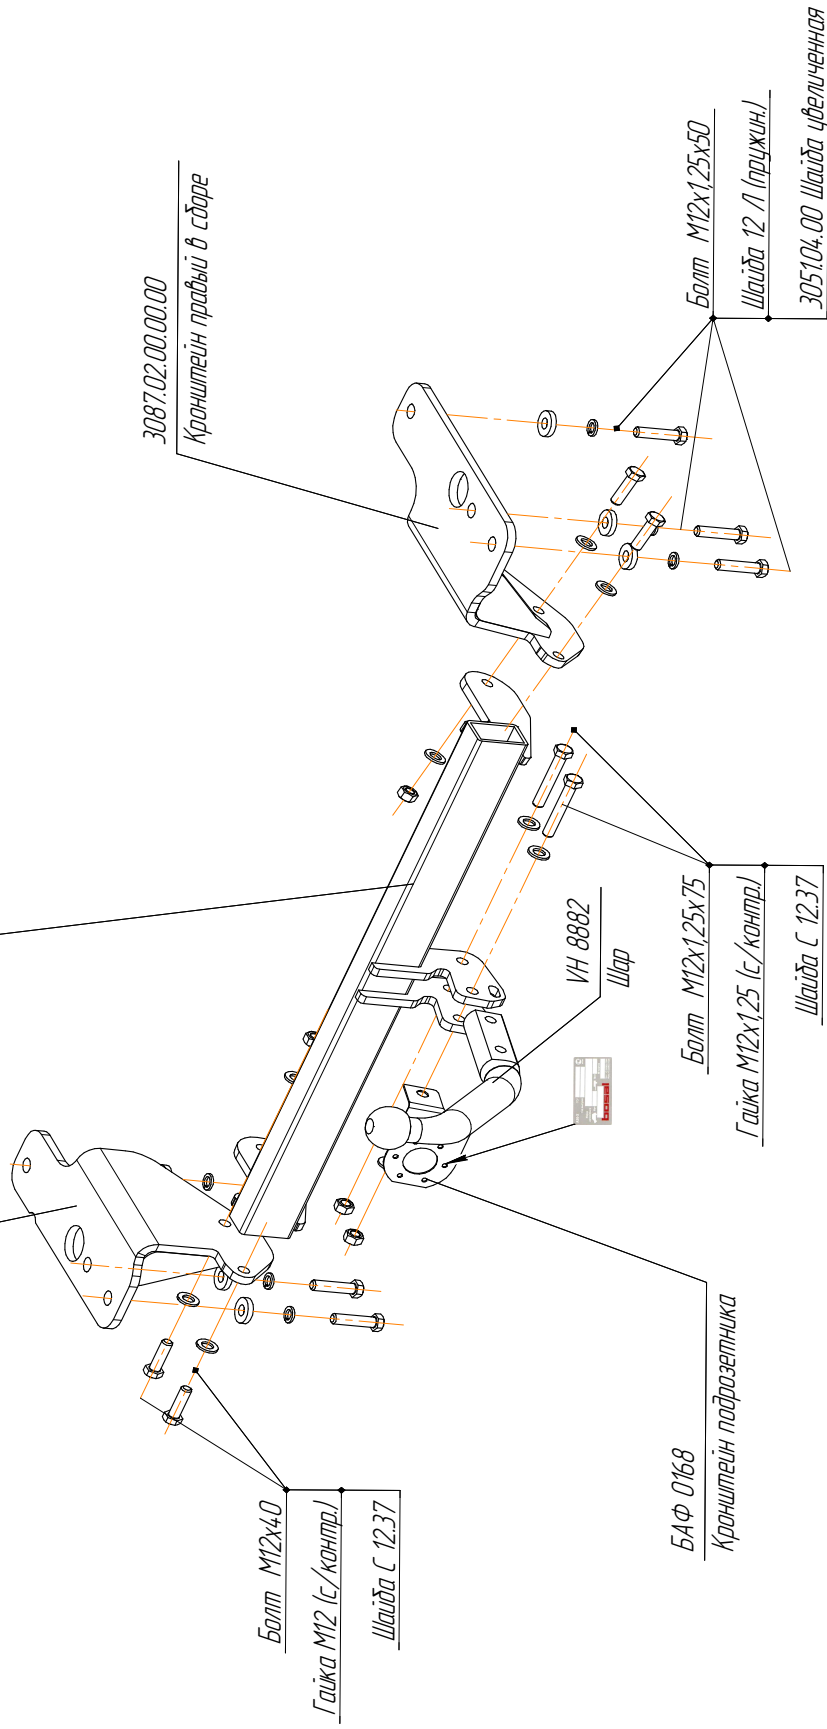 3087.02.00.00.00
Кронштейн правый в сборе
Болт М12х1,25х50
Шайба 12 Л (пружин.)
3051.04.00 Шайба увеличенная
VH 8882
Шар
Болт М12х1,25х75
Гайка М12х1,25 (с/контр.)
Шайба С 12.37
bosal
БАФ 0168
Кронштейн подрозетника
Болт М12х40
Гайка М12 (с/контр.)
Шайба С 12.37